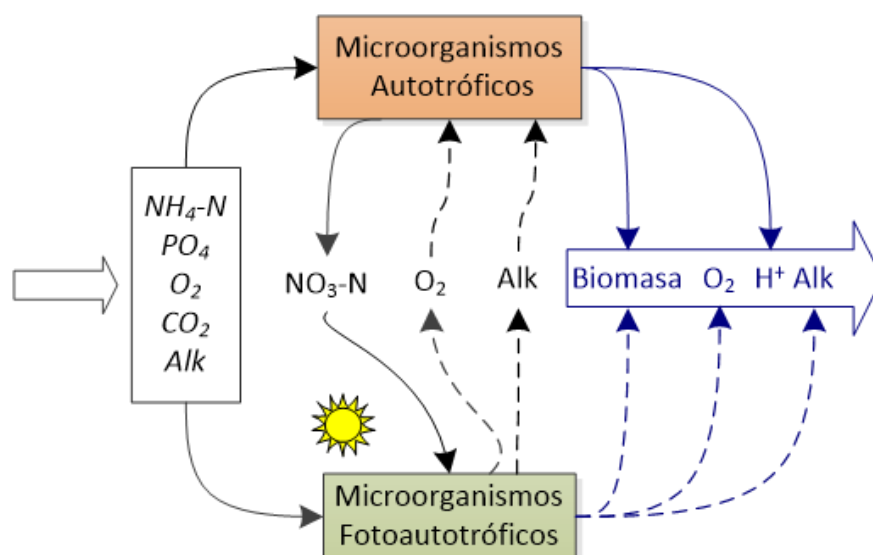 Microorganismos
Autotróficos
NH₄-N
PO₄
O₂
CO₂
Alk
NO₃-N O₂ Alk
Biomasa O₂ H⁺ Alk
Microorganismos
Fotoautotróficos